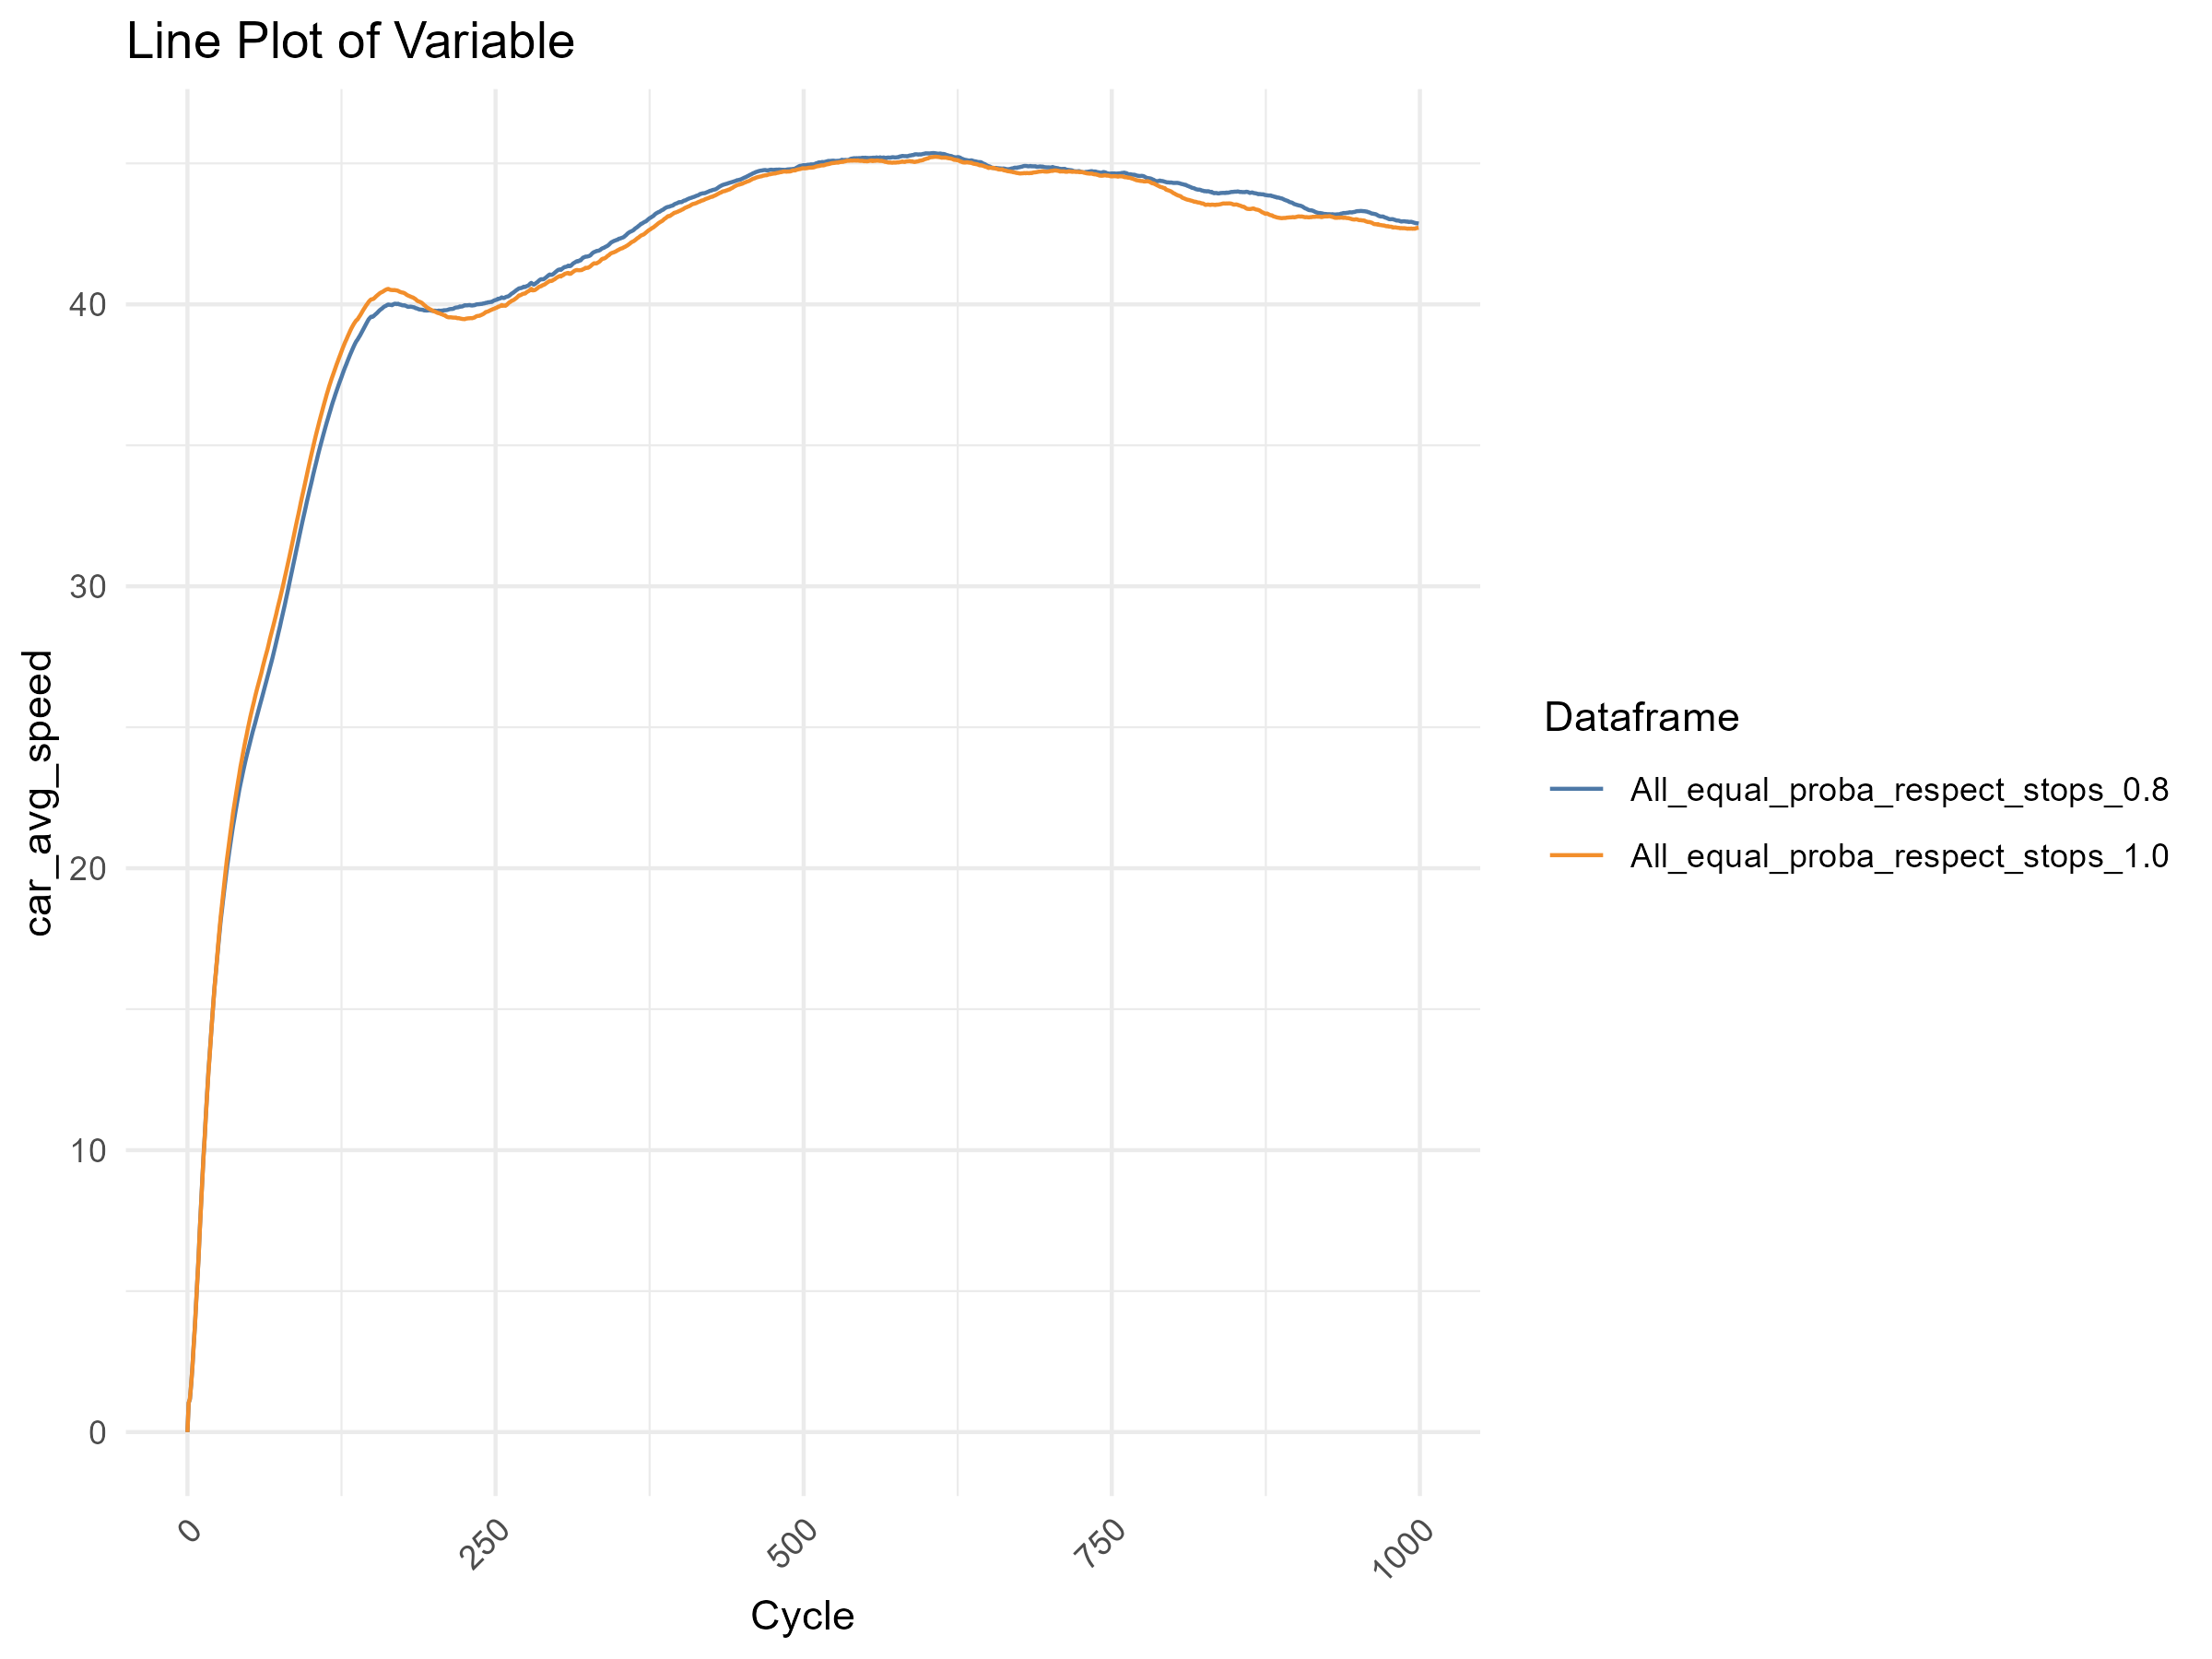 Line Plot of Variable
car_avg_speed
40
30
20
10
0
0
250
500
750
1000
Cycle
Dataframe
All_equal_proba_respect_stops_0.8
All_equal_proba_respect_stops_1.0